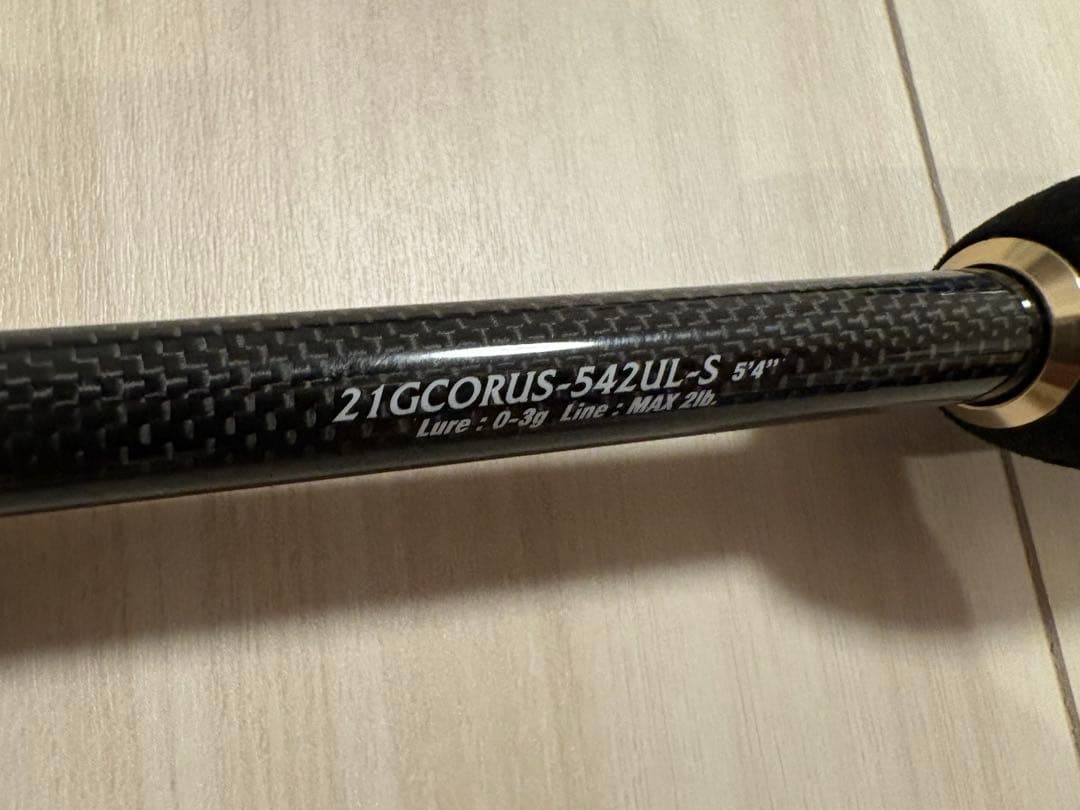 21GCORUS-542UL-S 5'4"
Lure : 0-3g Line : MAX 2lb.